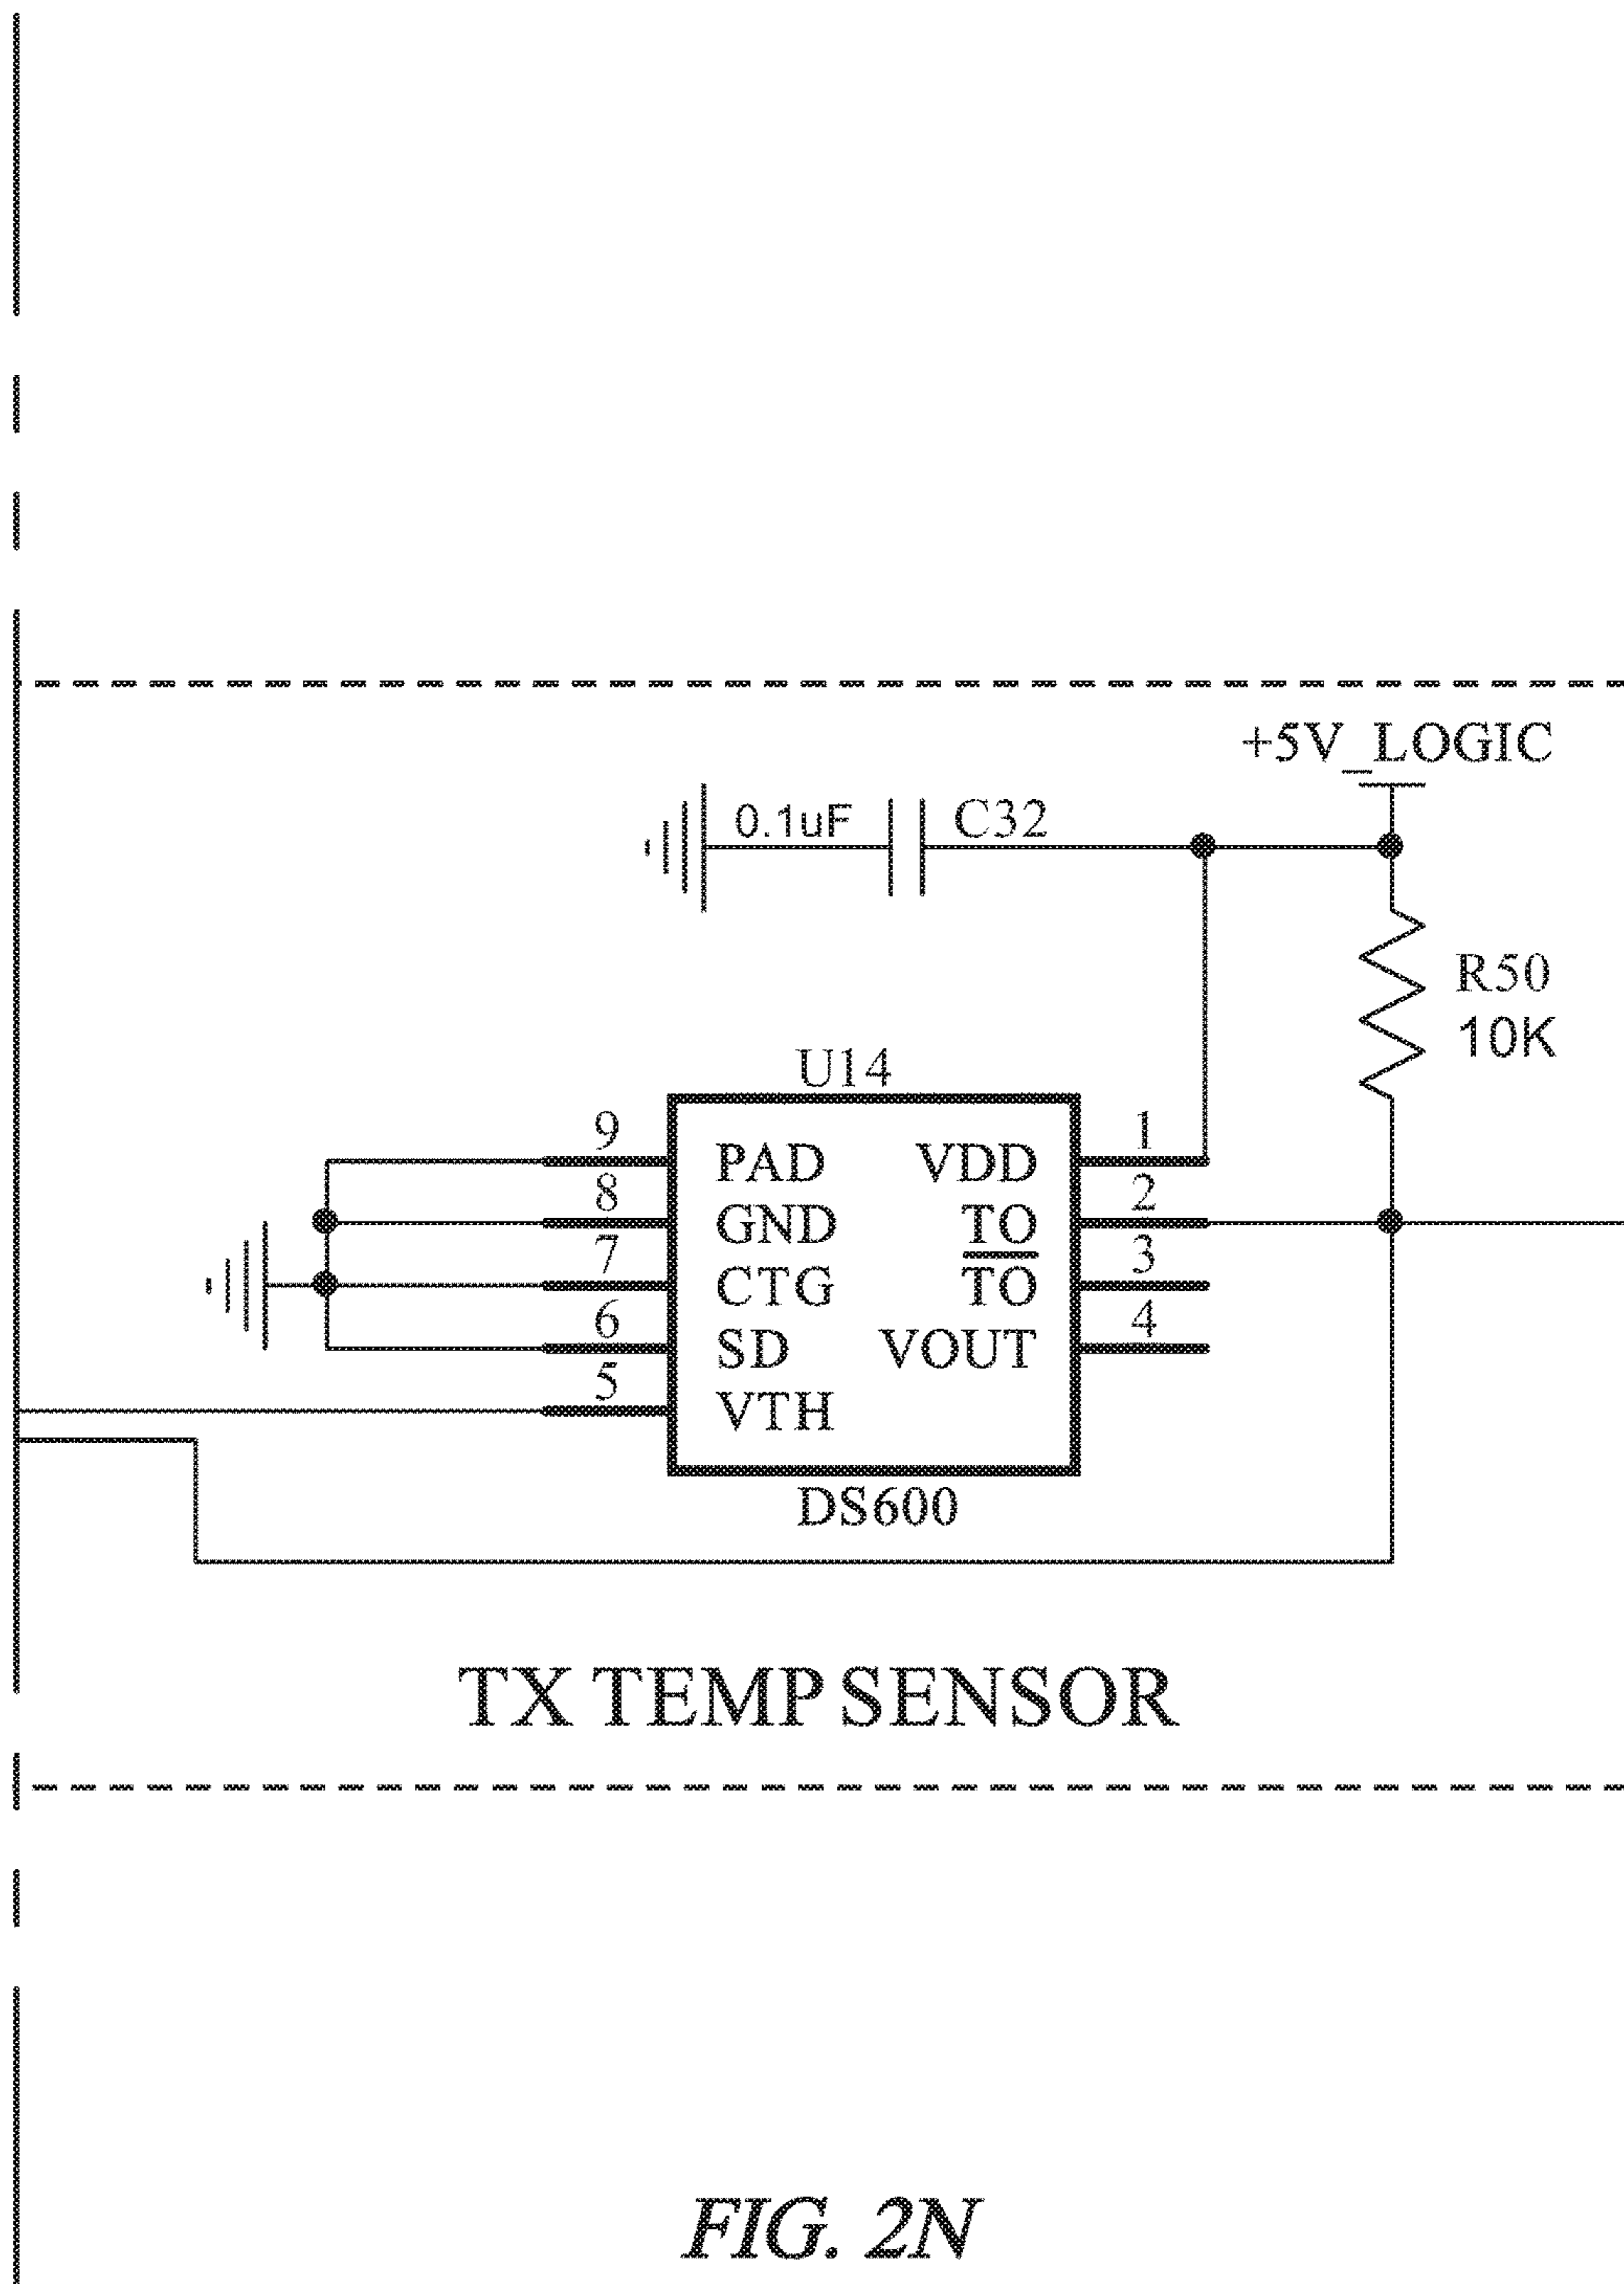 +5V_LOGIC
0.1uF C32
R50
10K
U14
9 PAD VDD 1
8 GND TO 2
7 CTG T̅O̅ 3
6 SD VOUT 4
5 VTH
DS600
TX TEMP SENSOR
FIG. 2N